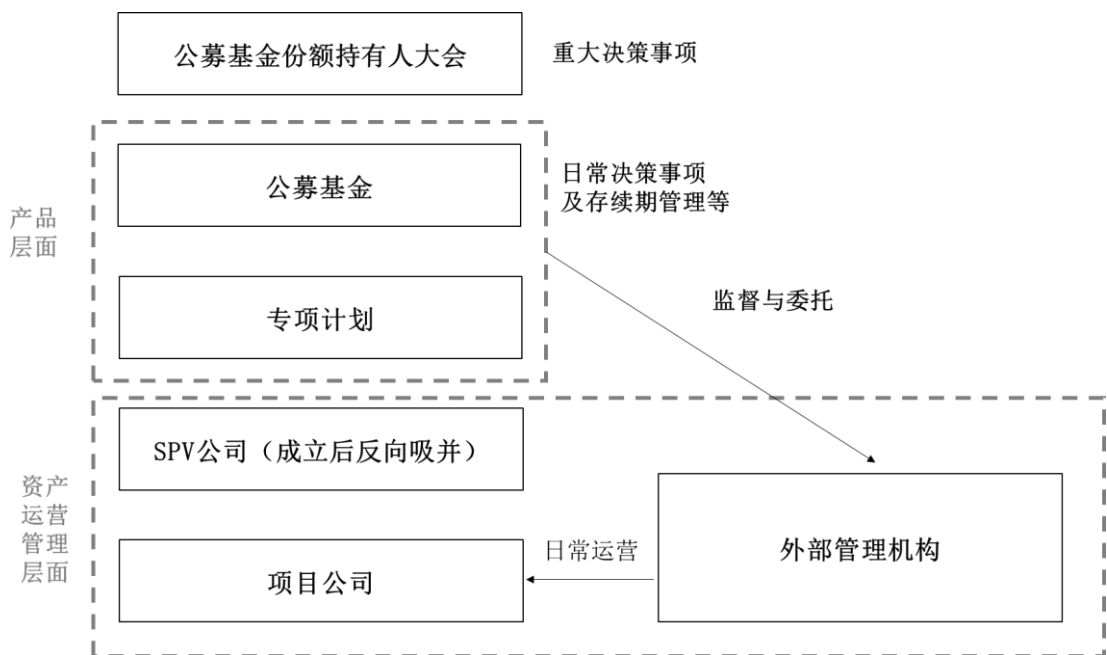 公募基金份额持有人大会
重大决策事项
公募基金
日常决策事项
及存续期管理等
产品
层面
专项计划
监督与委托
SPV公司（成立后反向吸并）
资产
运营
管理
层面
外部管理机构
日常运营
项目公司